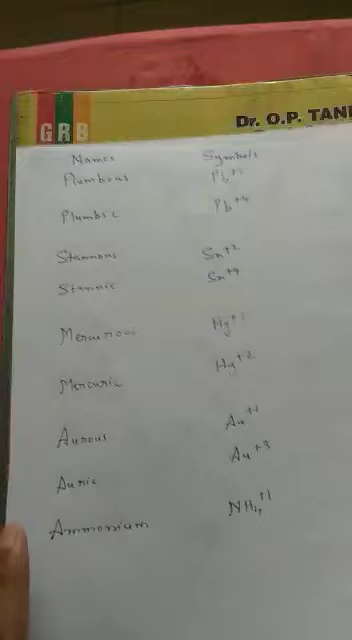 GRB
Dr. O.P. TAN
Names Symbols
Plumbous Pb+2
Plumbic Pb+4
Stannous Sn+2
Stannic Sn+4
Mercurous Hg+1
Mercuric Hg+2
Aurous Au+1
Auric Au+3
Ammonium NH4+1